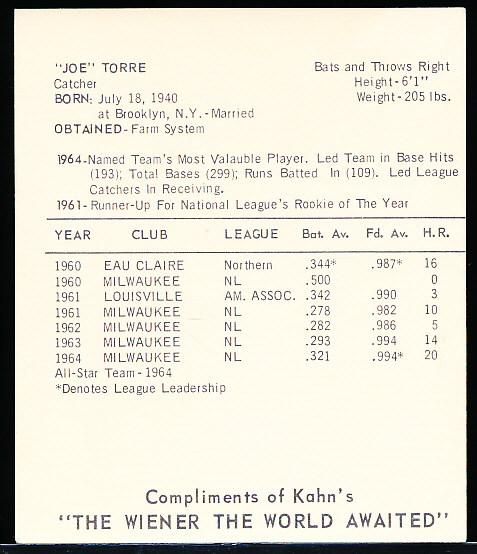 "JOE" TORRE Bats and Throws Right
Catcher Height-6'1"
BORN: July 18, 1940 Weight-205 lbs.
at Brooklyn, N.Y.-Married
OBTAINED-Farm System
1964-Named Team's Most Valauble Player. Led Team in Base Hits
(193); Total Bases (299); Runs Batted In (109). Led League
Catchers In Receiving.
1961-Runner-Up For National League's Rookie of The Year
YEAR CLUB LEAGUE Bat. Av. Fd. Av. H.R.
1960 EAU CLAIRE Northern .344* .987* 16
1960 MILWAUKEE NL .500 0
1961 LOUISVILLE AM. ASSOC. .342 .990 3
1961 MILWAUKEE NL .278 .982 10
1962 MILWAUKEE NL .282 .986 5
1963 MILWAUKEE NL .293 .994 14
1964 MILWAUKEE NL .321 .994* 20
All-Star Team-1964
*Denotes League Leadership
Compliments of Kahn's
"THE WIENER THE WORLD AWAITED"